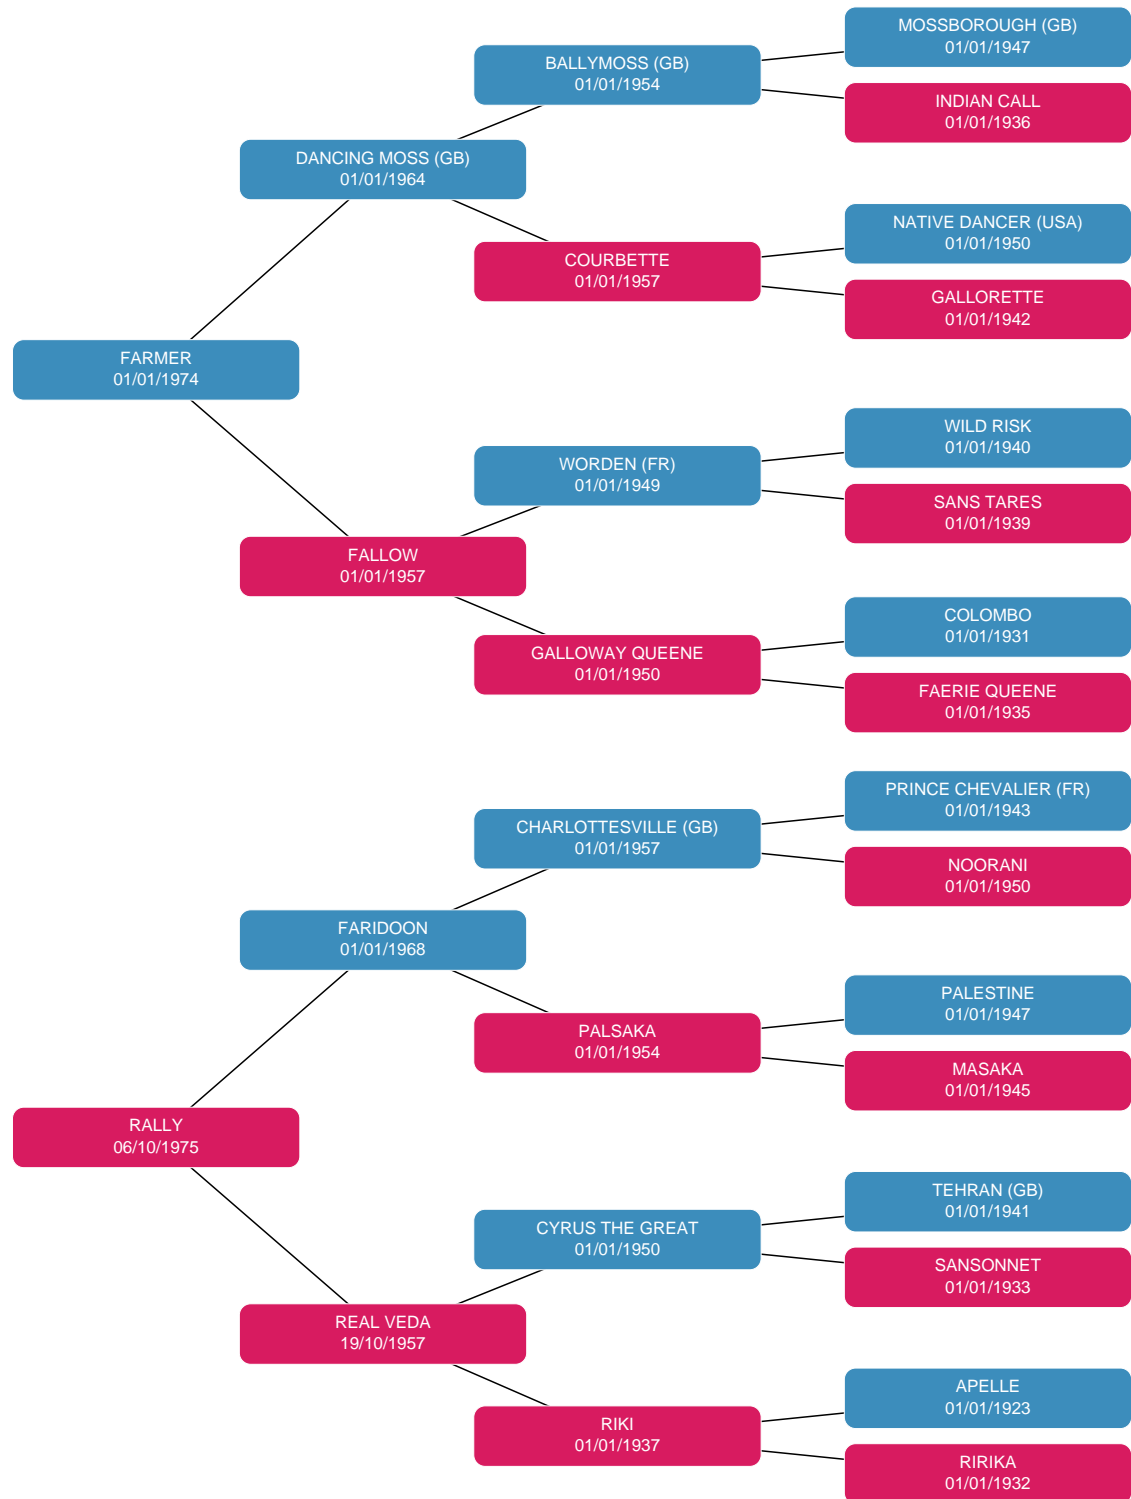 MOSSBOROUGH (GB)
01/01/1947
BALLYMOSS (GB)
01/01/1954
INDIAN CALL
01/01/1936
DANCING MOSS (GB)
01/01/1964
NATIVE DANCER (USA)
01/01/1950
COURBETTE
01/01/1957
GALLORETTE
01/01/1942
FARMER
01/01/1974
WILD RISK
01/01/1940
WORDEN (FR)
01/01/1949
SANS TARES
01/01/1939
FALLOW
01/01/1957
COLOMBO
01/01/1931
GALLOWAY QUEENE
01/01/1950
FAERIE QUEENE
01/01/1935
PRINCE CHEVALIER (FR)
01/01/1943
CHARLOTTESVILLE (GB)
01/01/1957
NOORANI
01/01/1950
FARIDOON
01/01/1968
PALESTINE
01/01/1947
PALSAKA
01/01/1954
MASAKA
01/01/1945
RALLY
06/10/1975
TEHRAN (GB)
01/01/1941
CYRUS THE GREAT
01/01/1950
SANSONNET
01/01/1933
REAL VEDA
19/10/1957
APELLE
01/01/1923
RIKI
01/01/1937
RIRIKA
01/01/1932